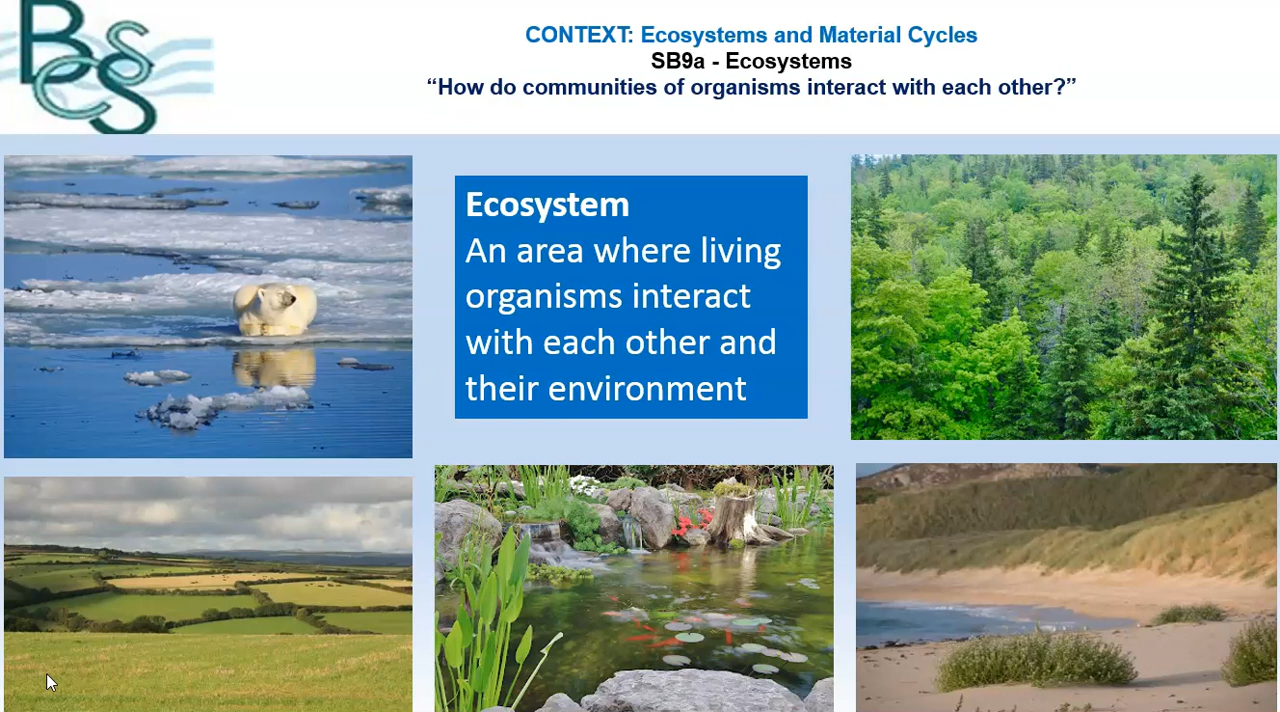 BCCS
CONTEXT: Ecosystems and Material Cycles
SB9a - Ecosystems
“How do communities of organisms interact with each other?”
Ecosystem
An area where living
organisms interact
with each other and
their environment